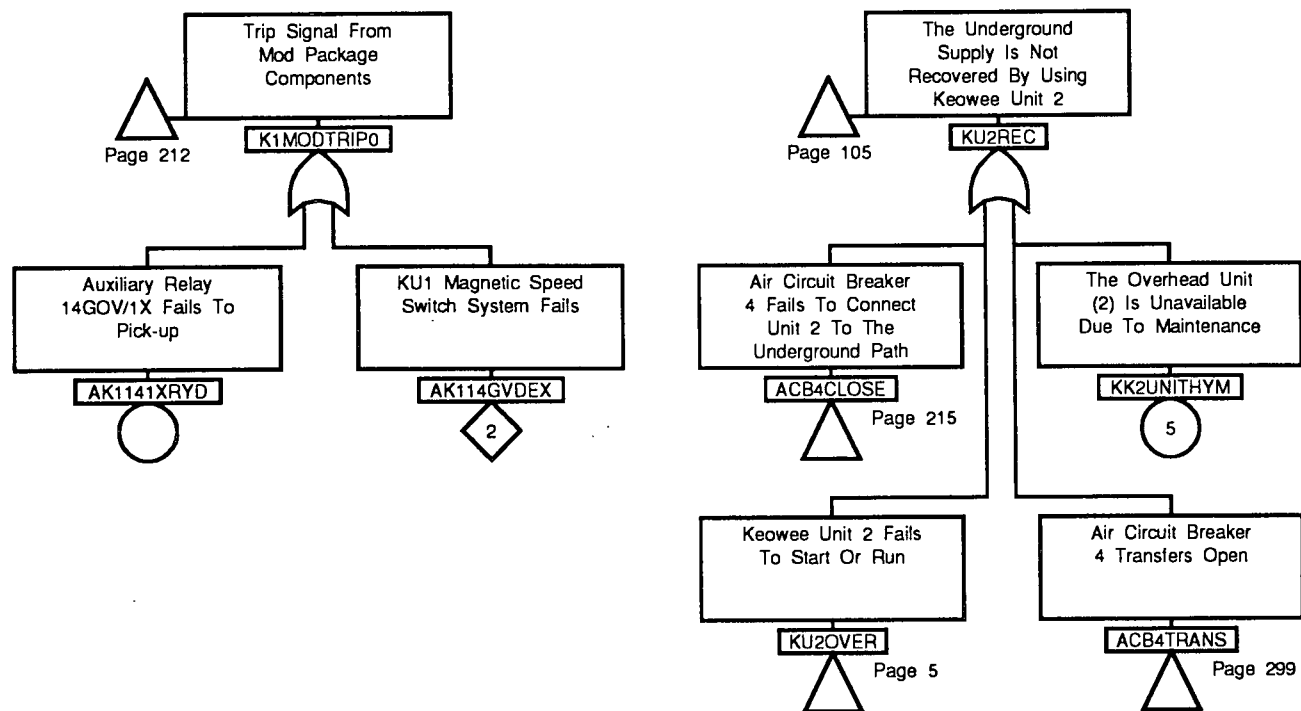 Trip Signal From
Mod Package
Components
Page 212
K1MODTRIP0
Auxiliary Relay
14GOV/1X Fails To
Pick-up
AK1141XRYD
KU1 Magnetic Speed
Switch System Fails
AK114GVDEX
2
The Underground
Supply Is Not
Recovered By Using
Keowee Unit 2
Page 105
KU2REC
Air Circuit Breaker
4 Fails To Connect
Unit 2 To The
Underground Path
ACB4CLOSE
Page 215
The Overhead Unit
(2) Is Unavailable
Due To Maintenance
KK2UNITHYM
5
Keowee Unit 2 Fails
To Start Or Run
KU2OVER
Page 5
Air Circuit Breaker
4 Transfers Open
ACB4TRANS
Page 299